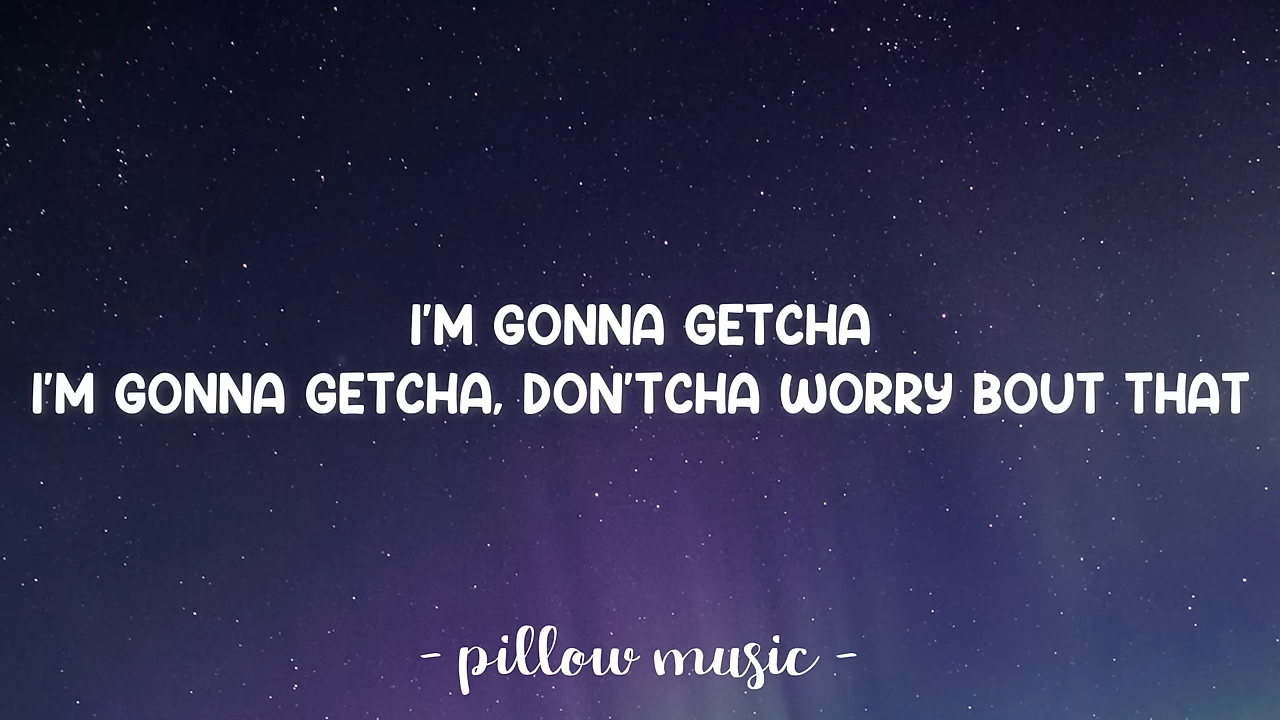 I'M GONNA GETCHA
I'M GONNA GETCHA, DON'TCHA WORRY BOUT THAT
- pillow music -